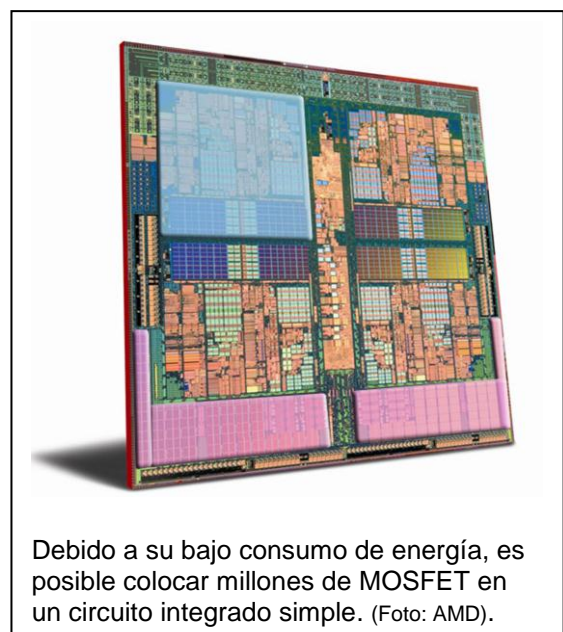 Debido a su bajo consumo de energía, es
posible colocar millones de MOSFET en
un circuito integrado simple. (Foto: AMD).